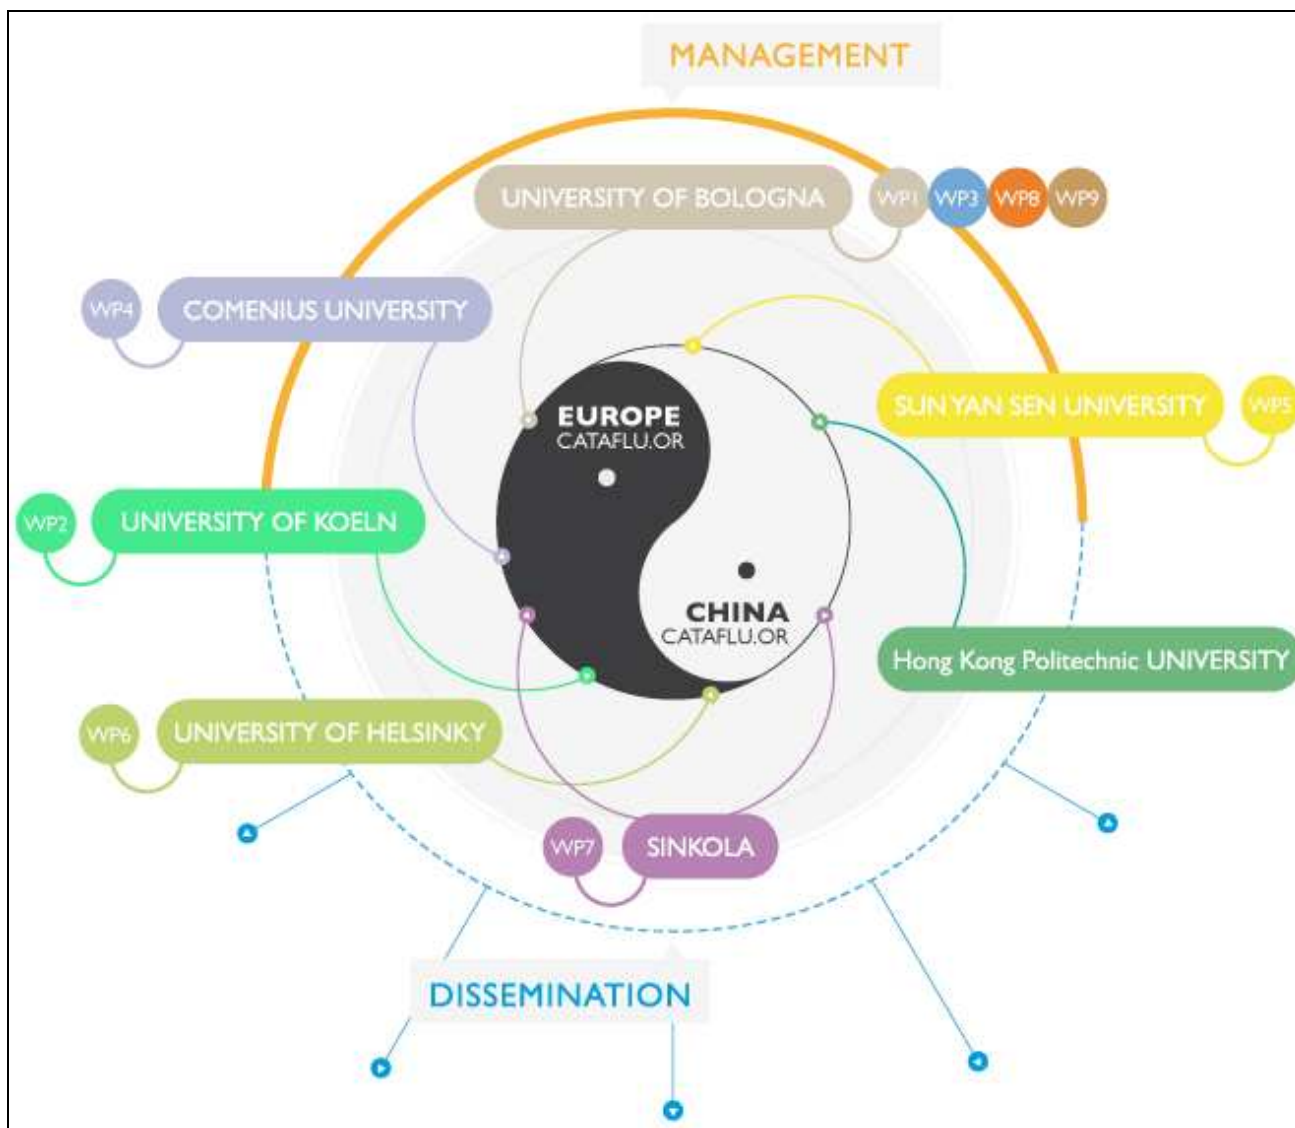 MANAGEMENT
UNIVERSITY OF BOLOGNA
WP1
WP3
WP8
WP9
WP4
COMENIUS UNIVERSITY
SUN YAN SEN UNIVERSITY
WP5
EUROPE
CATAFLU.OR
WP2
UNIVERSITY OF KOELN
CHINA
CATAFLU.OR
Hong Kong Politechnic UNIVERSITY
WP6
UNIVERSITY OF HELSINKY
WP7
SINKOLA
DISSEMINATION